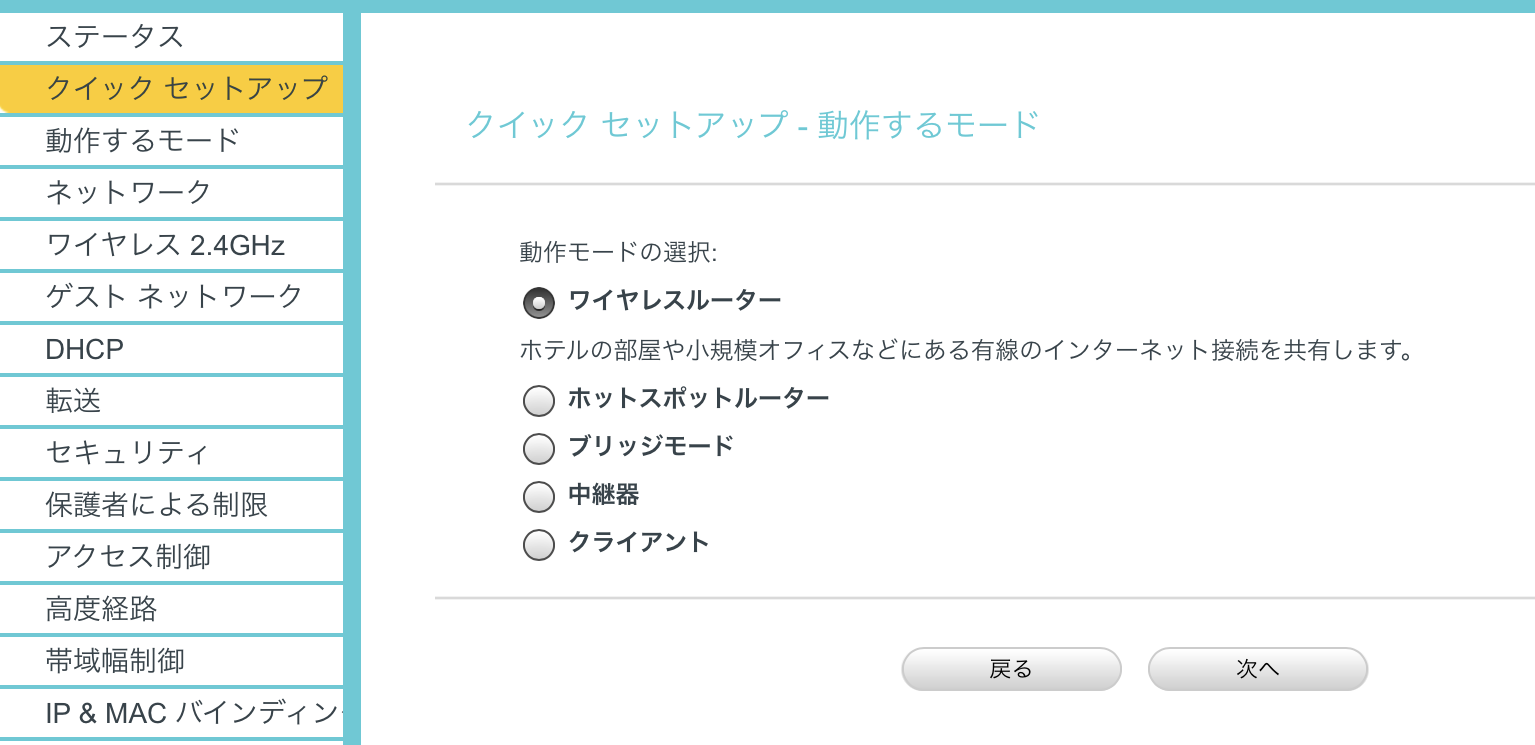 ステータス
クイック セットアップ
動作するモード
ネットワーク
ワイヤレス 2.4GHz
ゲスト ネットワーク
DHCP
転送
セキュリティ
保護者による制限
アクセス制御
高度経路
帯域幅制御
IP & MAC バインディン
クイック セットアップ - 動作するモード
動作モードの選択:
ワイヤレスルーター
ホテルの部屋や小規模オフィスなどにある有線のインターネット接続を共有します。
ホットスポットルーター
ブリッジモード
中継器
クライアント
戻る
次へ